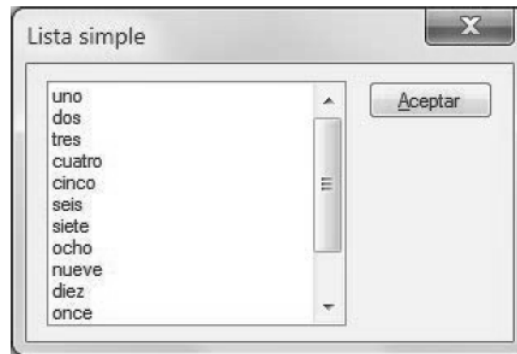 Lista simple
uno
dos
tres
cuatro
cinco
seis
siete
ocho
nueve
diez
once
Aceptar